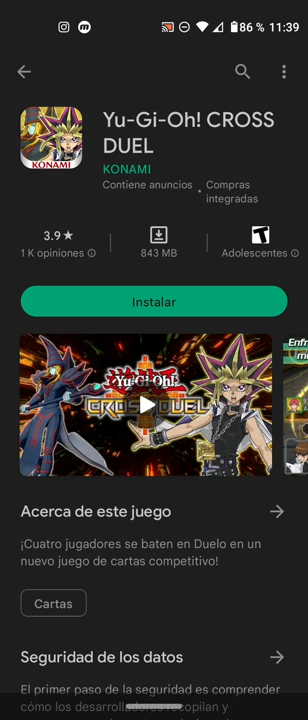 86 % 11:39
Yu-Gi-Oh! CROSS
DUEL
KONAMI
Contiene anuncios • Compras
integradas
KONAMI
3.9★
1 K opiniones
843 MB
T
Adolescentes
Instalar
Yu-Gi-Oh!
CROSS DUEL
Enfr
mu
Acerca de este juego
¡Cuatro jugadores se baten en Duelo en un
nuevo juego de cartas competitivo!
Cartas
Seguridad de los datos
El primer paso de la seguridad es comprender
cómo los desarrolladores recopilan y